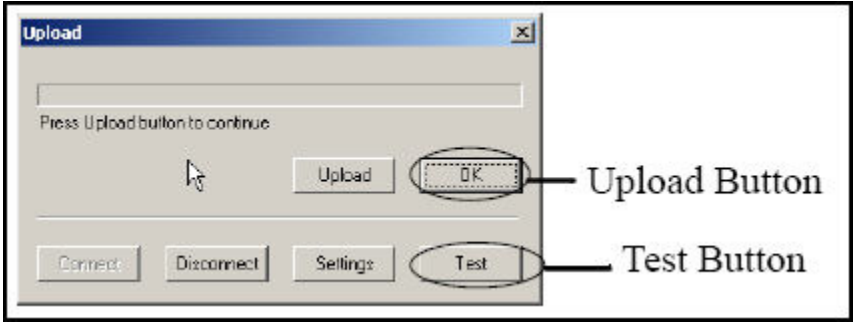 Upload
Press Upload button to continue
Upload OK Upload Button
Connect Disconnect Settings Test Test Button